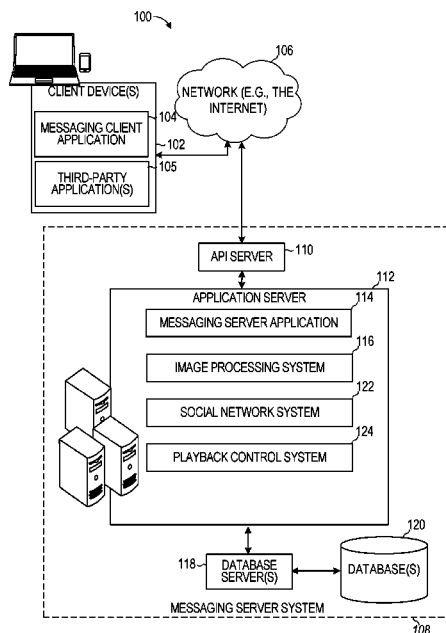 100
106
CLIENT DEVICE(S)
104
MESSAGING CLIENT
APPLICATION
102
105
THIRD-PARTY
APPLICATION(S)
NETWORK (E.G., THE
INTERNET)
API SERVER
110
112
APPLICATION SERVER
114
MESSAGING SERVER APPLICATION
116
IMAGE PROCESSING SYSTEM
122
SOCIAL NETWORK SYSTEM
124
PLAYBACK CONTROL SYSTEM
118
DATABASE
SERVER(S)
120
DATABASE(S)
MESSAGING SERVER SYSTEM
108